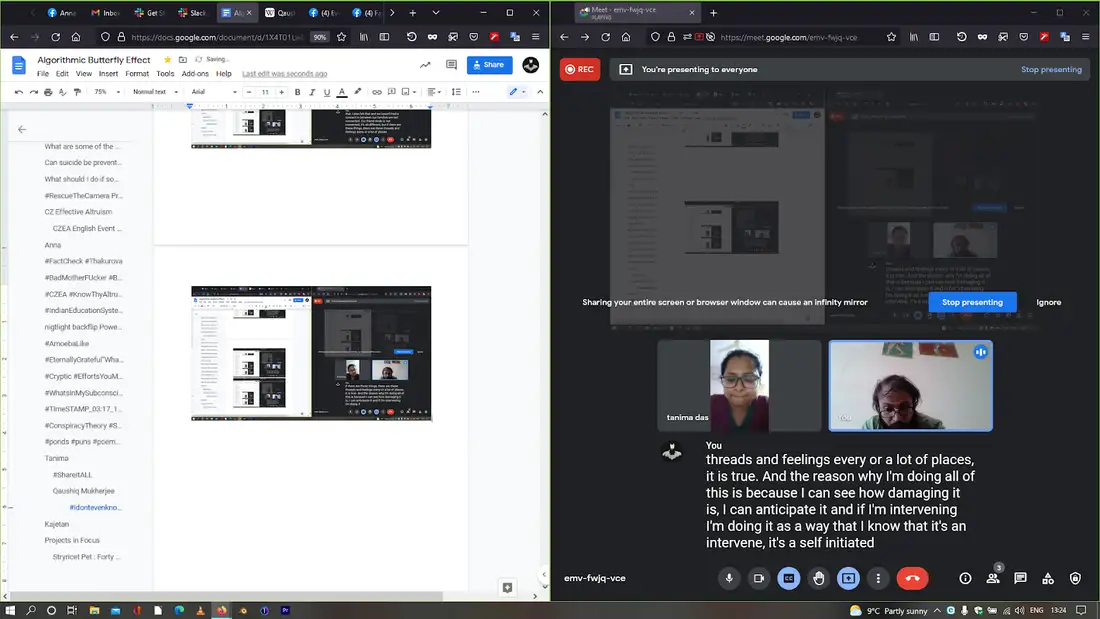 Anna
Inbo
Get St
Slack
Alg
Qauş
(4) E
(4) Fa
https://docs.google.com/document/d/1X4T01L
90%
Algorithmic Butterfly Effect
Saving...
File Edit View Insert Format Tools Add-ons Help
Last edit was seconds ago
Share
75%
Normal text
Arial
11
What are some of the ...
Can suicide be prevent...
What should I do if so...
#RescueTheCamera Pr...
CZ Effective Altruism
CZEA English Event ...
Anna
#FactCheck #Thakurova
#BadMotherFUcker #B...
#CZEA #KnowThyAltru...
#IndianEducationSyste...
nigtlight backflip Powe...
#AmoebaLike
#EternallyGrateful"Wha...
#Cryptic #EffortsYouM...
#WhatsInMySubconsci...
#TimeSTAMP_03:17_1...
#ConspiracyTheory #S...
#ponds #puns #poem...
Tanima
#ShareitALL
Qaushiq Mukherjee
#Idontevenkno...
Kajetan
Projects in Focus
Stryricet Pet : Forty ...
Meet - emv-fwjq-vce
PLAYING
https://meet.google.com/emv-fwjq-vce
REC
You're presenting to everyone
Stop presenting
Sharing your entire screen or browser window can cause an infinity mirror
Stop presenting
Ignore
tanima das
You
You
threads and feelings every or a lot of places,
it is true. And the reason why I'm doing all of
this is because I can see how damaging it
is, I can anticipate it and if I'm intervening
I'm doing it as a way that I know that it's an
intervene, it's a self initiated
emv-fwjq-vce
3
9°C Partly sunny
ENG
13:24